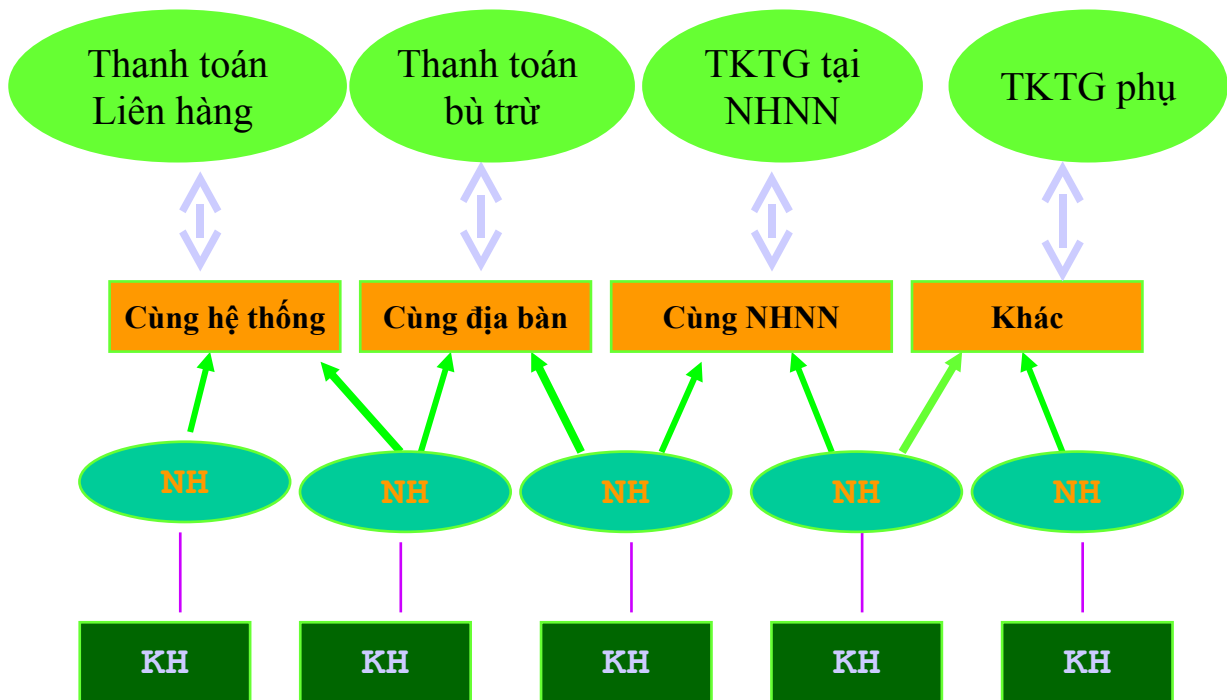 Thanh toán
Liên hàng
Thanh toán
bù trừ
TKTG tại
NHNN
TKTG phụ
Cùng hệ thống
Cùng địa bàn
Cùng NHNN
Khác
NH
NH
NH
NH
NH
KH
KH
KH
KH
KH